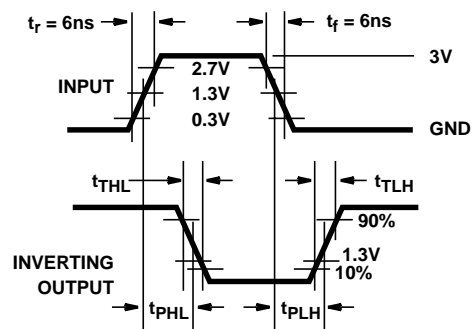 tr = 6ns
tf = 6ns
3V
2.7V
INPUT
1.3V
0.3V
GND
tTHL
tTLH
90%
1.3V
INVERTING
OUTPUT
10%
tPHL
tPLH